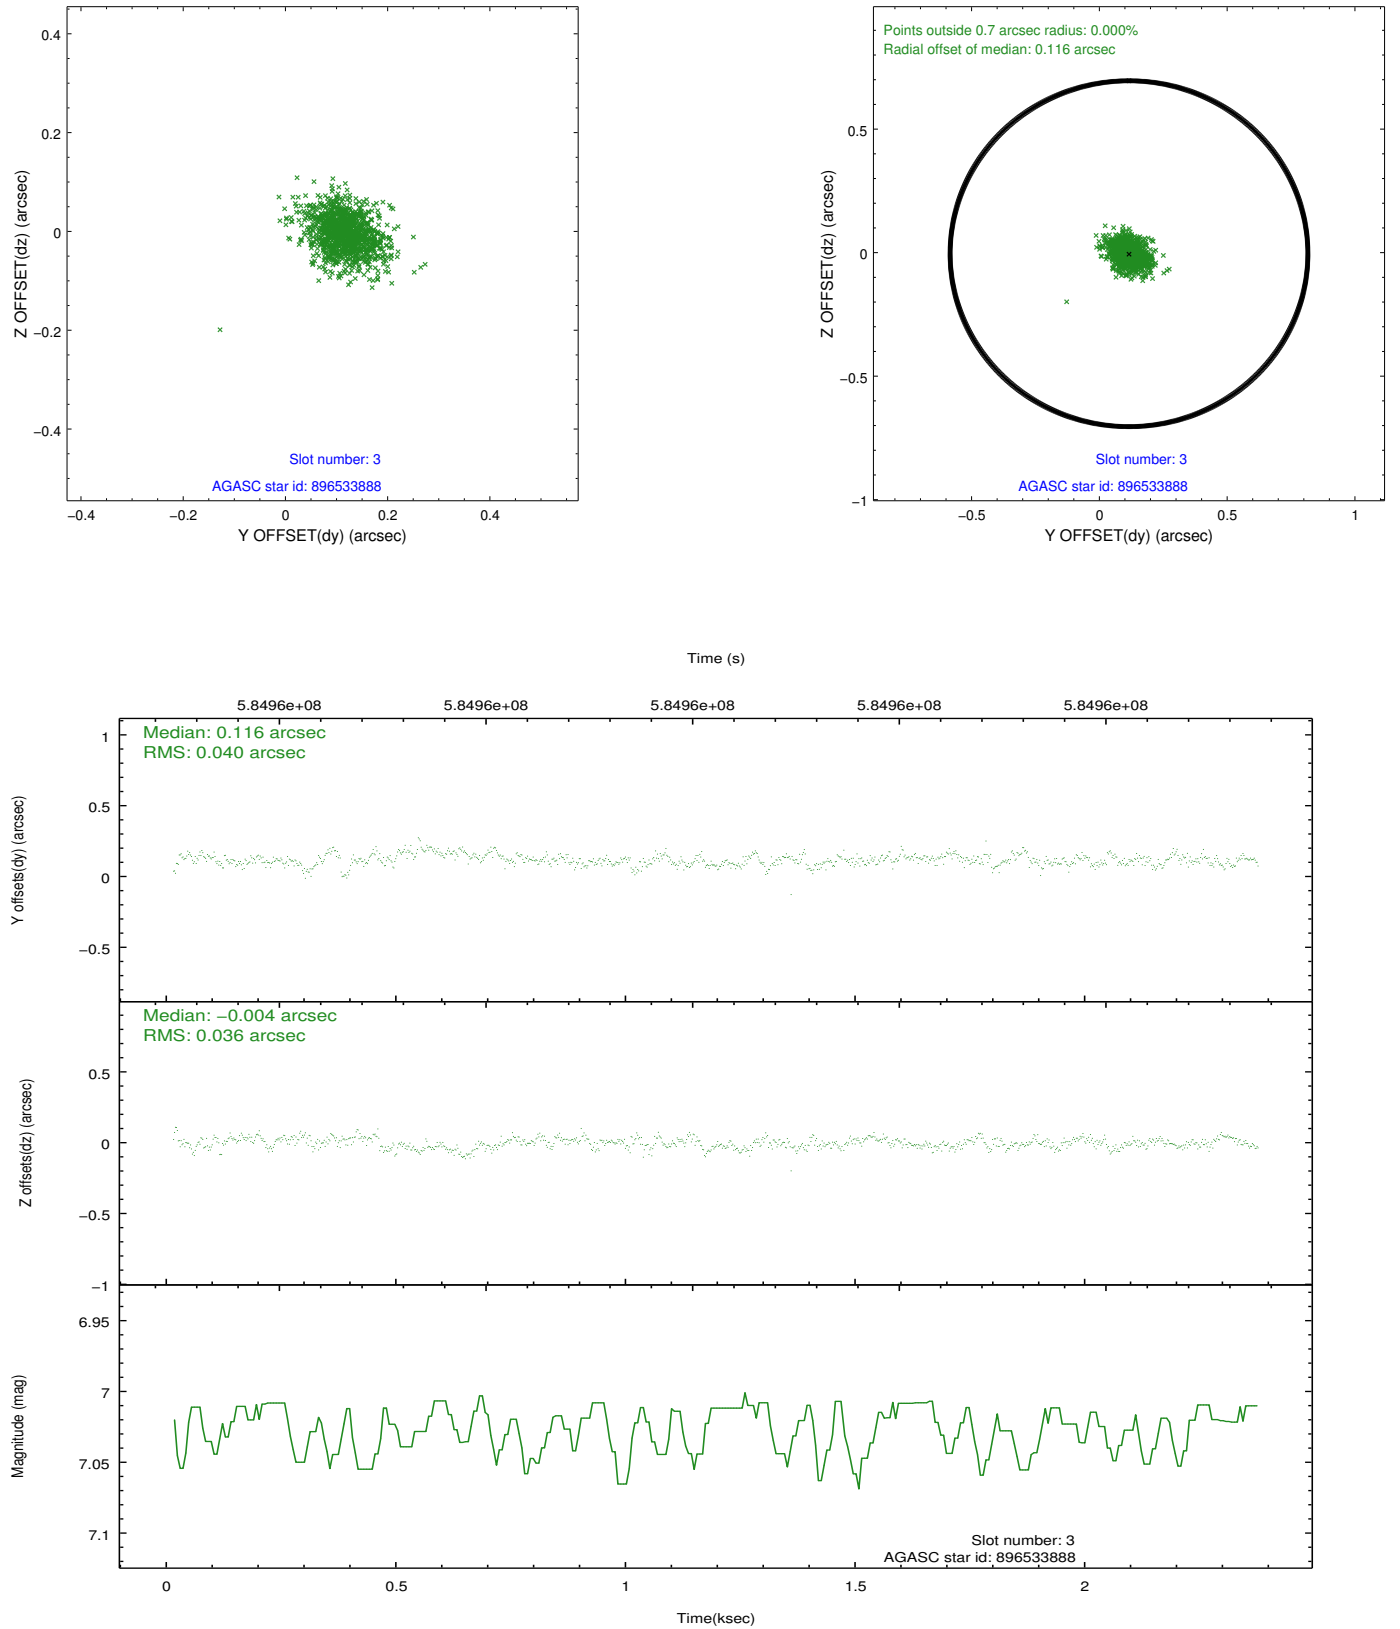 0.4
0.2
0
−0.2
−0.4
Z OFFSET(dz) (arcsec)
Slot number: 3
AGASC star id: 896533888
−0.4
−0.2
0
0.2
0.4
Y OFFSET(dy) (arcsec)
Points outside 0.7 arcsec radius: 0.000%
Radial offset of median: 0.116 arcsec
0.5
0
−0.5
−1
Z OFFSET(dz) (arcsec)
Slot number: 3
AGASC star id: 896533888
−0.5
0
0.5
1
Y OFFSET(dy) (arcsec)
Time (s)
5.8496e+08
5.8496e+08
5.8496e+08
5.8496e+08
5.8496e+08
Median: 0.116 arcsec
RMS: 0.040 arcsec
1
0.5
0
−0.5
Y offsets(dy) (arcsec)
Median: −0.004 arcsec
RMS: 0.036 arcsec
0.5
0
−0.5
−1
Z offsets(dz) (arcsec)
6.95
7
7.05
7.1
Magnitude (mag)
Slot number: 3
AGASC star id: 896533888
0
0.5
1
1.5
2
Time(ksec)